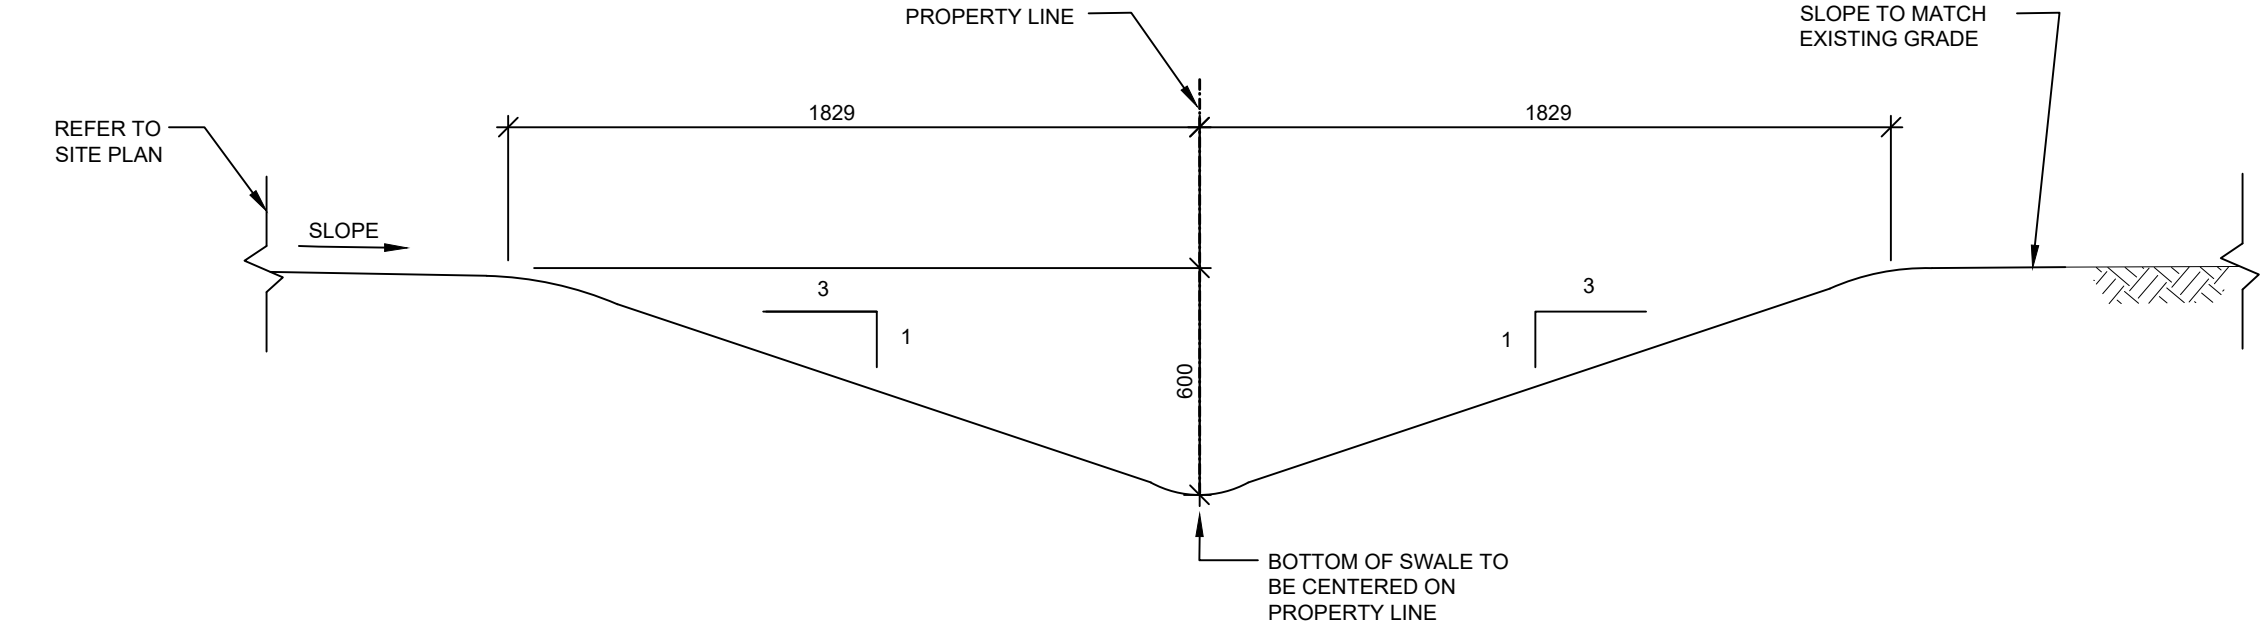 PROPERTY LINE
SLOPE TO MATCH
EXISTING GRADE
1829
1829
REFER TO
SITE PLAN
SLOPE
3
1
3
1
600
BOTTOM OF SWALE TO
BE CENTERED ON
PROPERTY LINE